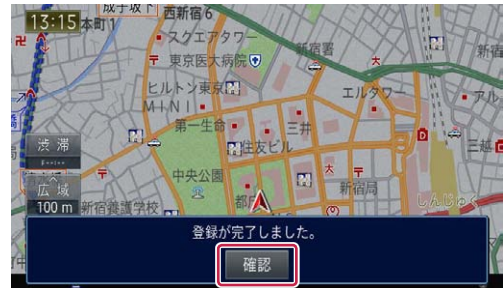 13:15
成子坂下
西新宿6
本町1
スクエアタワー
新宿署
東京医大病院
ヒルトン東京
MINI
エルタワー
第一生命
三井
住友ビル
三越
渋滞
中央公園
新宿局
広域
100m
新宿養護学校
都庁
しんじゅく
登録が完了しました。
確認